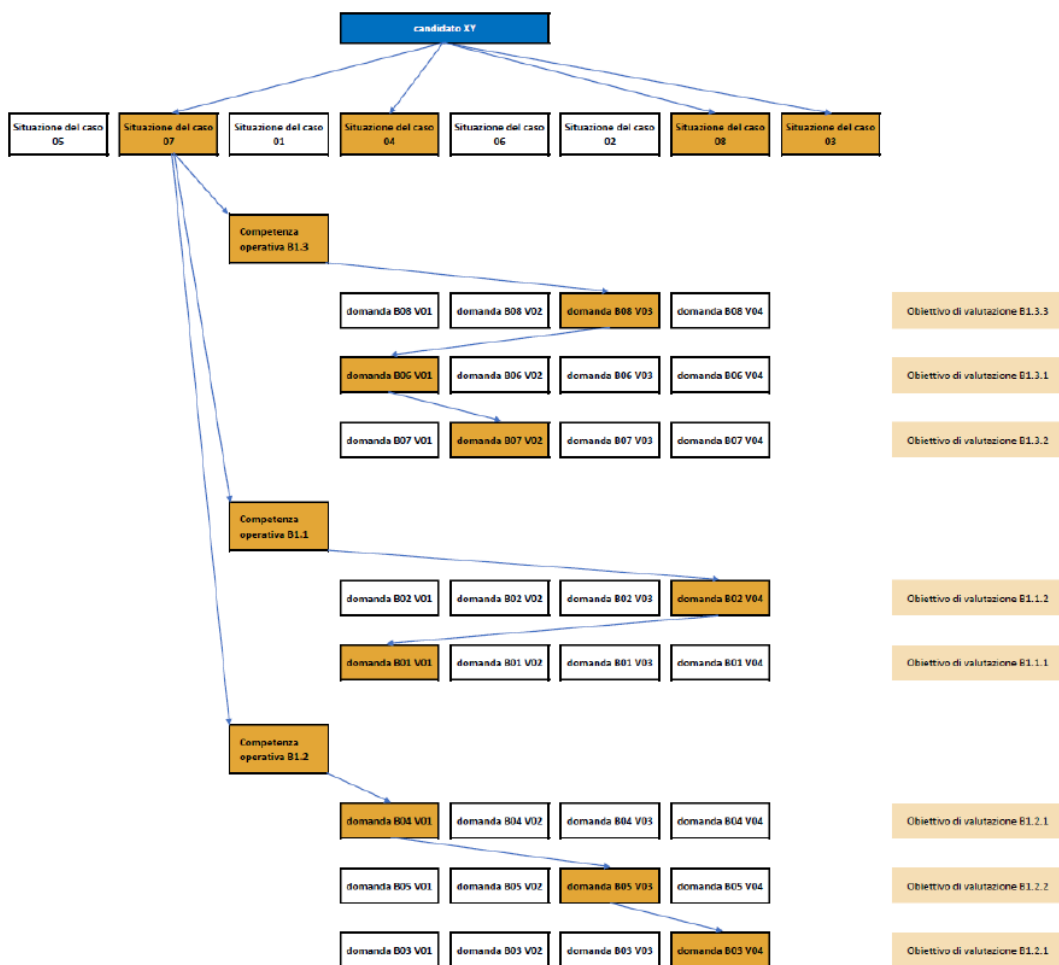 candidato XY
Situazione del caso
05
Situazione del caso
07
Situazione del caso
01
Situazione del caso
04
Situazione del caso
06
Situazione del caso
02
Situazione del caso
08
Situazione del caso
03
Competenza
operativa B1.3
domanda B08 V01
domanda B08 V02
domanda B08 V03
domanda B08 V04
Obiettivo di valutazione B1.3.3
domanda B06 V01
domanda B06 V02
domanda B06 V03
domanda B06 V04
Obiettivo di valutazione B1.3.1
domanda B07 V01
domanda B07 V02
domanda B07 V03
domanda B07 V04
Obiettivo di valutazione B1.3.2
Competenza
operativa B1.1
domanda B02 V01
domanda B02 V02
domanda B02 V03
domanda B02 V04
Obiettivo di valutazione B1.1.2
domanda B01 V01
domanda B01 V02
domanda B01 V03
domanda B01 V04
Obiettivo di valutazione B1.1.1
Competenza
operativa B1.2
domanda B04 V01
domanda B04 V02
domanda B04 V03
domanda B04 V04
Obiettivo di valutazione B1.2.1
domanda B05 V01
domanda B05 V02
domanda B05 V03
domanda B05 V04
Obiettivo di valutazione B1.2.2
domanda B03 V01
domanda B03 V02
domanda B03 V03
domanda B03 V04
Obiettivo di valutazione B1.2.1